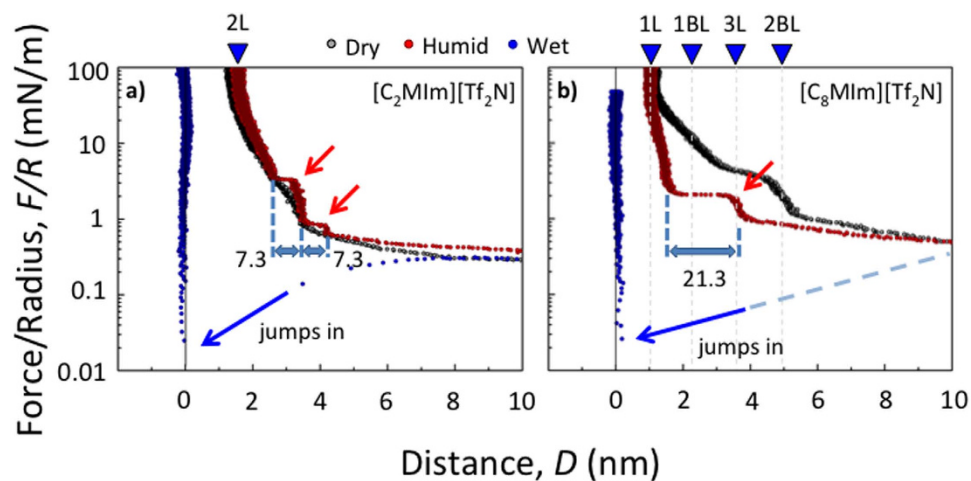 2L
1L 1BL 3L 2BL
Dry Humid Wet
Force/Radius, F/R (mN/m)
100
10
1
0.1
0.01
a)
[C₂MIm][Tf₂N]
7.3
7.3
jumps in
0 2 4 6 8 10
b)
[C₈MIm][Tf₂N]
21.3
jumps in
0 2 4 6 8 10
Distance, D (nm)